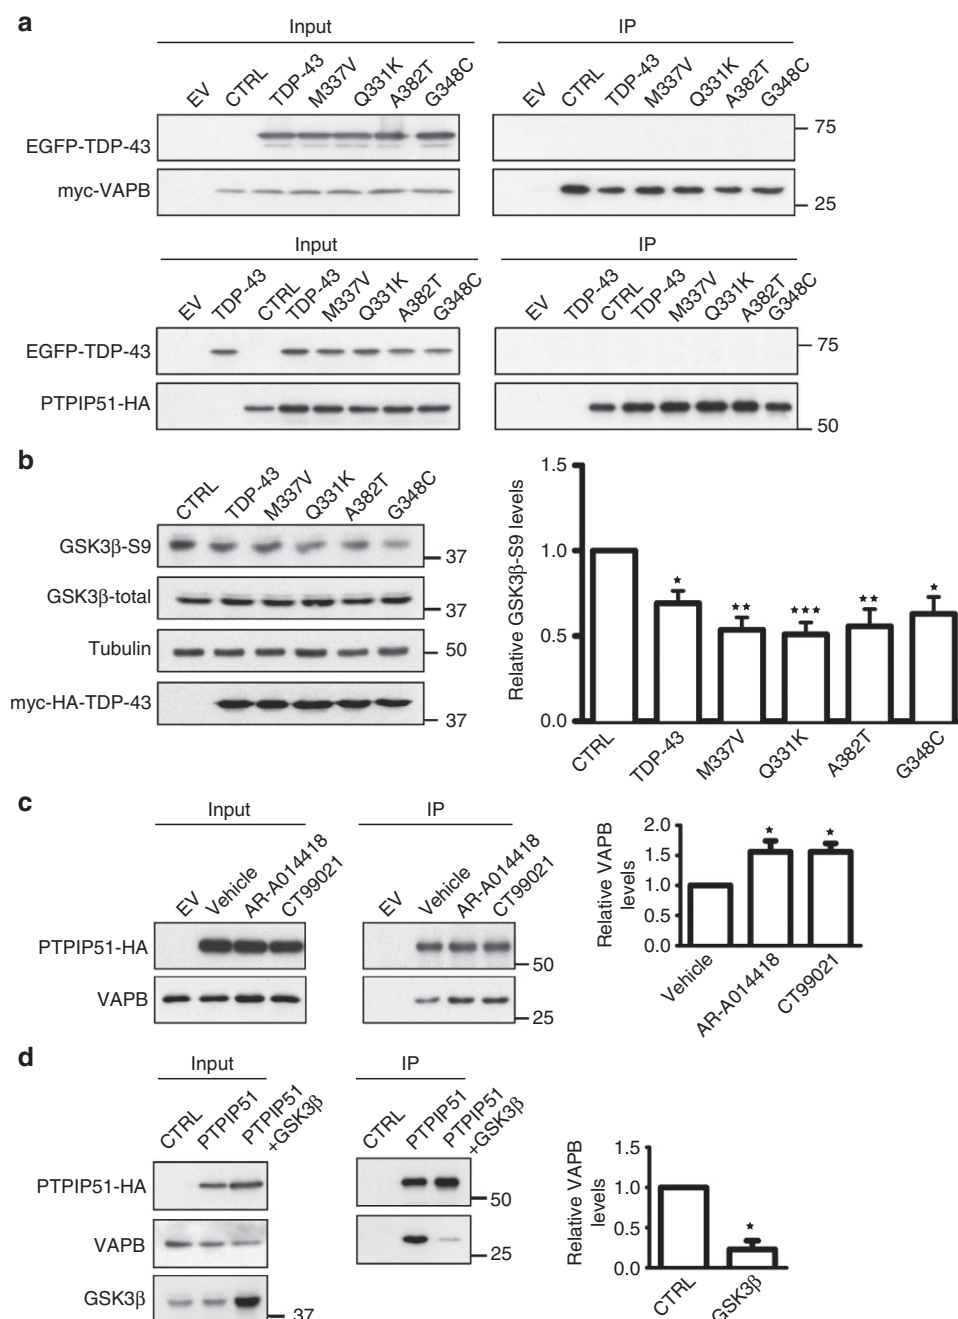 a
Input
IP
EV CTRL TDP-43 M337V Q331K A382T G348C
EV CTRL TDP-43 M337V Q331K A382T G348C
EGFP-TDP-43
75
myc-VAPB
25
Input
IP
EV TDP-43 CTRL TDP-43 M337V Q331K A382T G348C
EV TDP-43 CTRL TDP-43 M337V Q331K A382T G348C
EGFP-TDP-43
75
PTPIP51-HA
50
b
CTRL TDP-43 M337V Q331K A382T G348C
GSK3β-S9
37
GSK3β-total
37
Tubulin
50
myc-HA-TDP-43
37
Relative GSK3β-S9 levels
1.5
1.0
0.5
0.0
★
★★
★★★
★★
★
CTRL TDP-43 M337V Q331K A382T G348C
c
Input
IP
EV Vehicle AR-A014418 CT99021
EV Vehicle AR-A014418 CT99021
PTPIP51-HA
50
VAPB
25
Relative VAPB
levels
2.0
1.5
1.0
0.5
0.0
★
★
Vehicle AR-A014418 CT99021
d
Input
IP
CTRL PTPIP51 PTPIP51
+GSK3β
CTRL PTPIP51 PTPIP51
+GSK3β
PTPIP51-HA
50
VAPB
25
GSK3β
37
Relative VAPB
levels
1.5
1.0
0.5
0.0
★
CTRL GSK3β